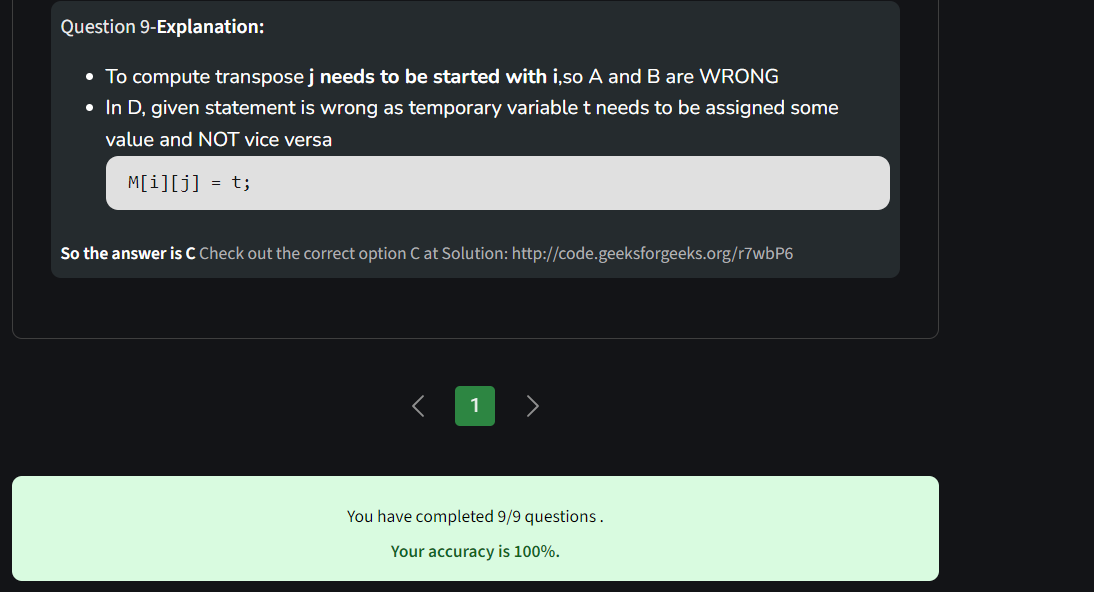 Question 9-Explanation:
To compute transpose j needs to be started with i,so A and B are WRONG
In D, given statement is wrong as temporary variable t needs to be assigned some
value and NOT vice versa
M[i][j] = t;
So the answer is C Check out the correct option C at Solution: http://code.geeksforgeeks.org/r7wbP6
1
You have completed 9/9 questions .
Your accuracy is 100%.